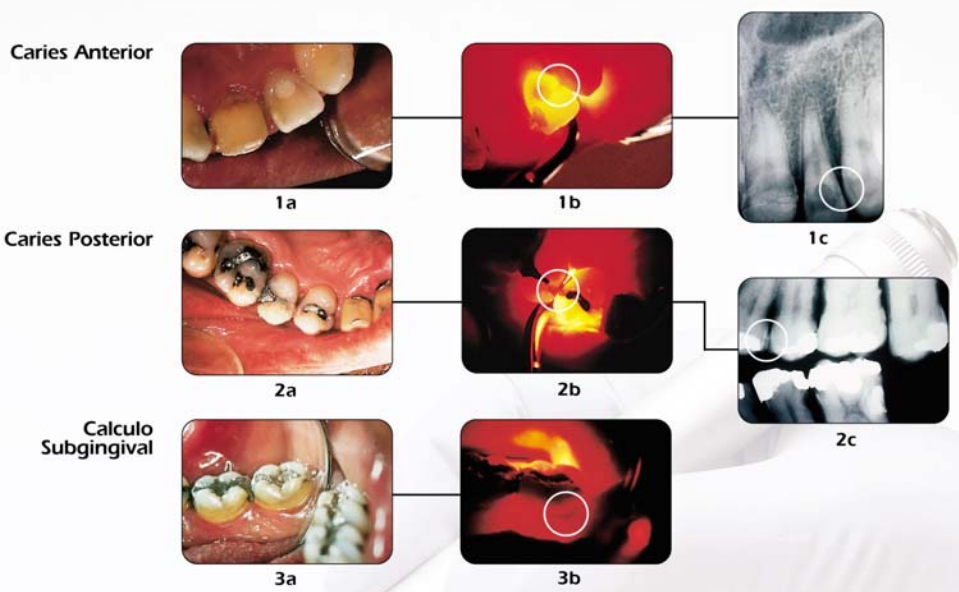 Caries Anterior
1a
1b
1c
Caries Posterior
2a
2b
2c
Calculo
Subgingival
3a
3b